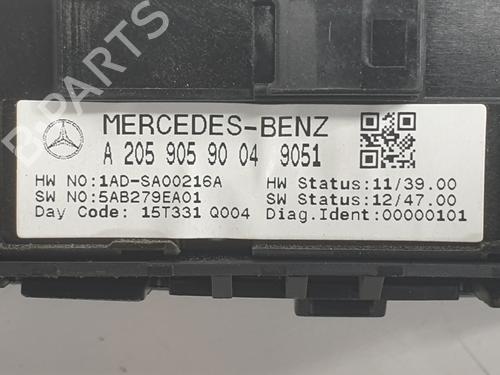 MERCEDES-BENZ
A 205 905 90 04 9051
HW NO:1AD-SA00216A HW Status:11/39.00
SW NO:5AB279EA01 SW Status:12/47.00
Day Code: 15T331 Q004 Diag.Ident:00000101
B-PARTS